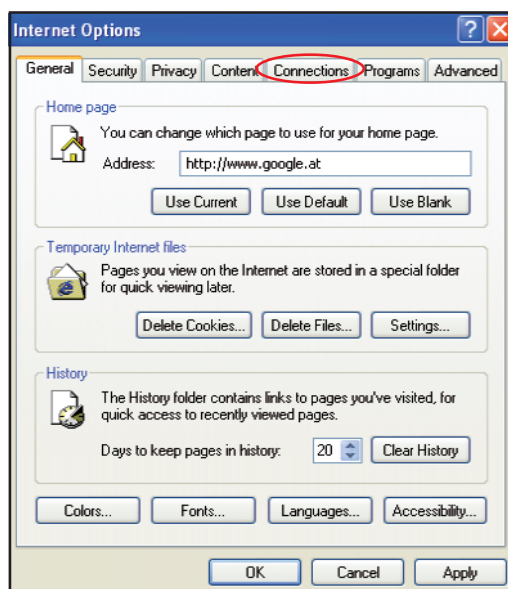 Internet Options
General Security Privacy Content Connections Programs Advanced
Home page
You can change which page to use for your home page.
Address: http://www.google.at
Use Current Use Default Use Blank
Temporary Internet files
Pages you view on the Internet are stored in a special folder
for quick viewing later.
Delete Cookies... Delete Files... Settings...
History
The History folder contains links to pages you've visited, for
quick access to recently viewed pages.
Days to keep pages in history: 20 Clear History
Colors... Fonts... Languages... Accessibility...
OK Cancel Apply